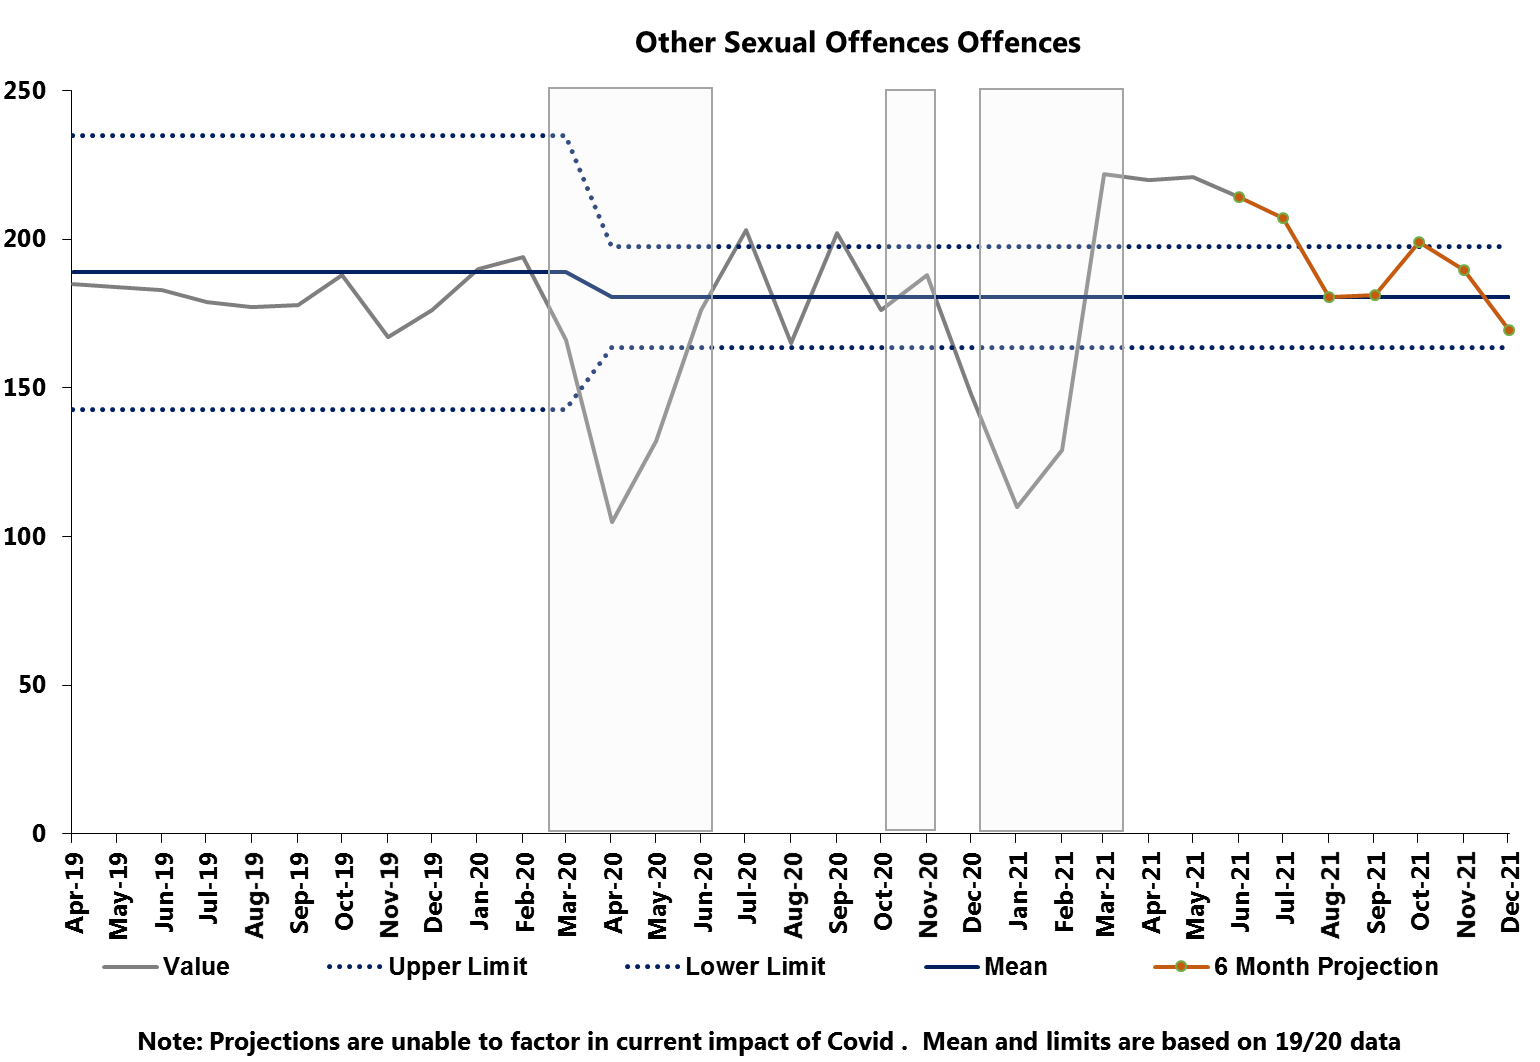 Other Sexual Offences Offences
250
200
150
100
50
0
Apr-19
May-19
Jun-19
Jul-19
Aug-19
Sep-19
Oct-19
Nov-19
Dec-19
Jan-20
Feb-20
Mar-20
Apr-20
May-20
Jun-20
Jul-20
Aug-20
Sep-20
Oct-20
Nov-20
Dec-20
Jan-21
Feb-21
Mar-21
Apr-21
May-21
Jun-21
Jul-21
Aug-21
Sep-21
Oct-21
Nov-21
Dec-21
Value Upper Limit Lower Limit Mean 6 Month Projection
Note: Projections are unable to factor in current impact of Covid .  Mean and limits are based on 19/20 data